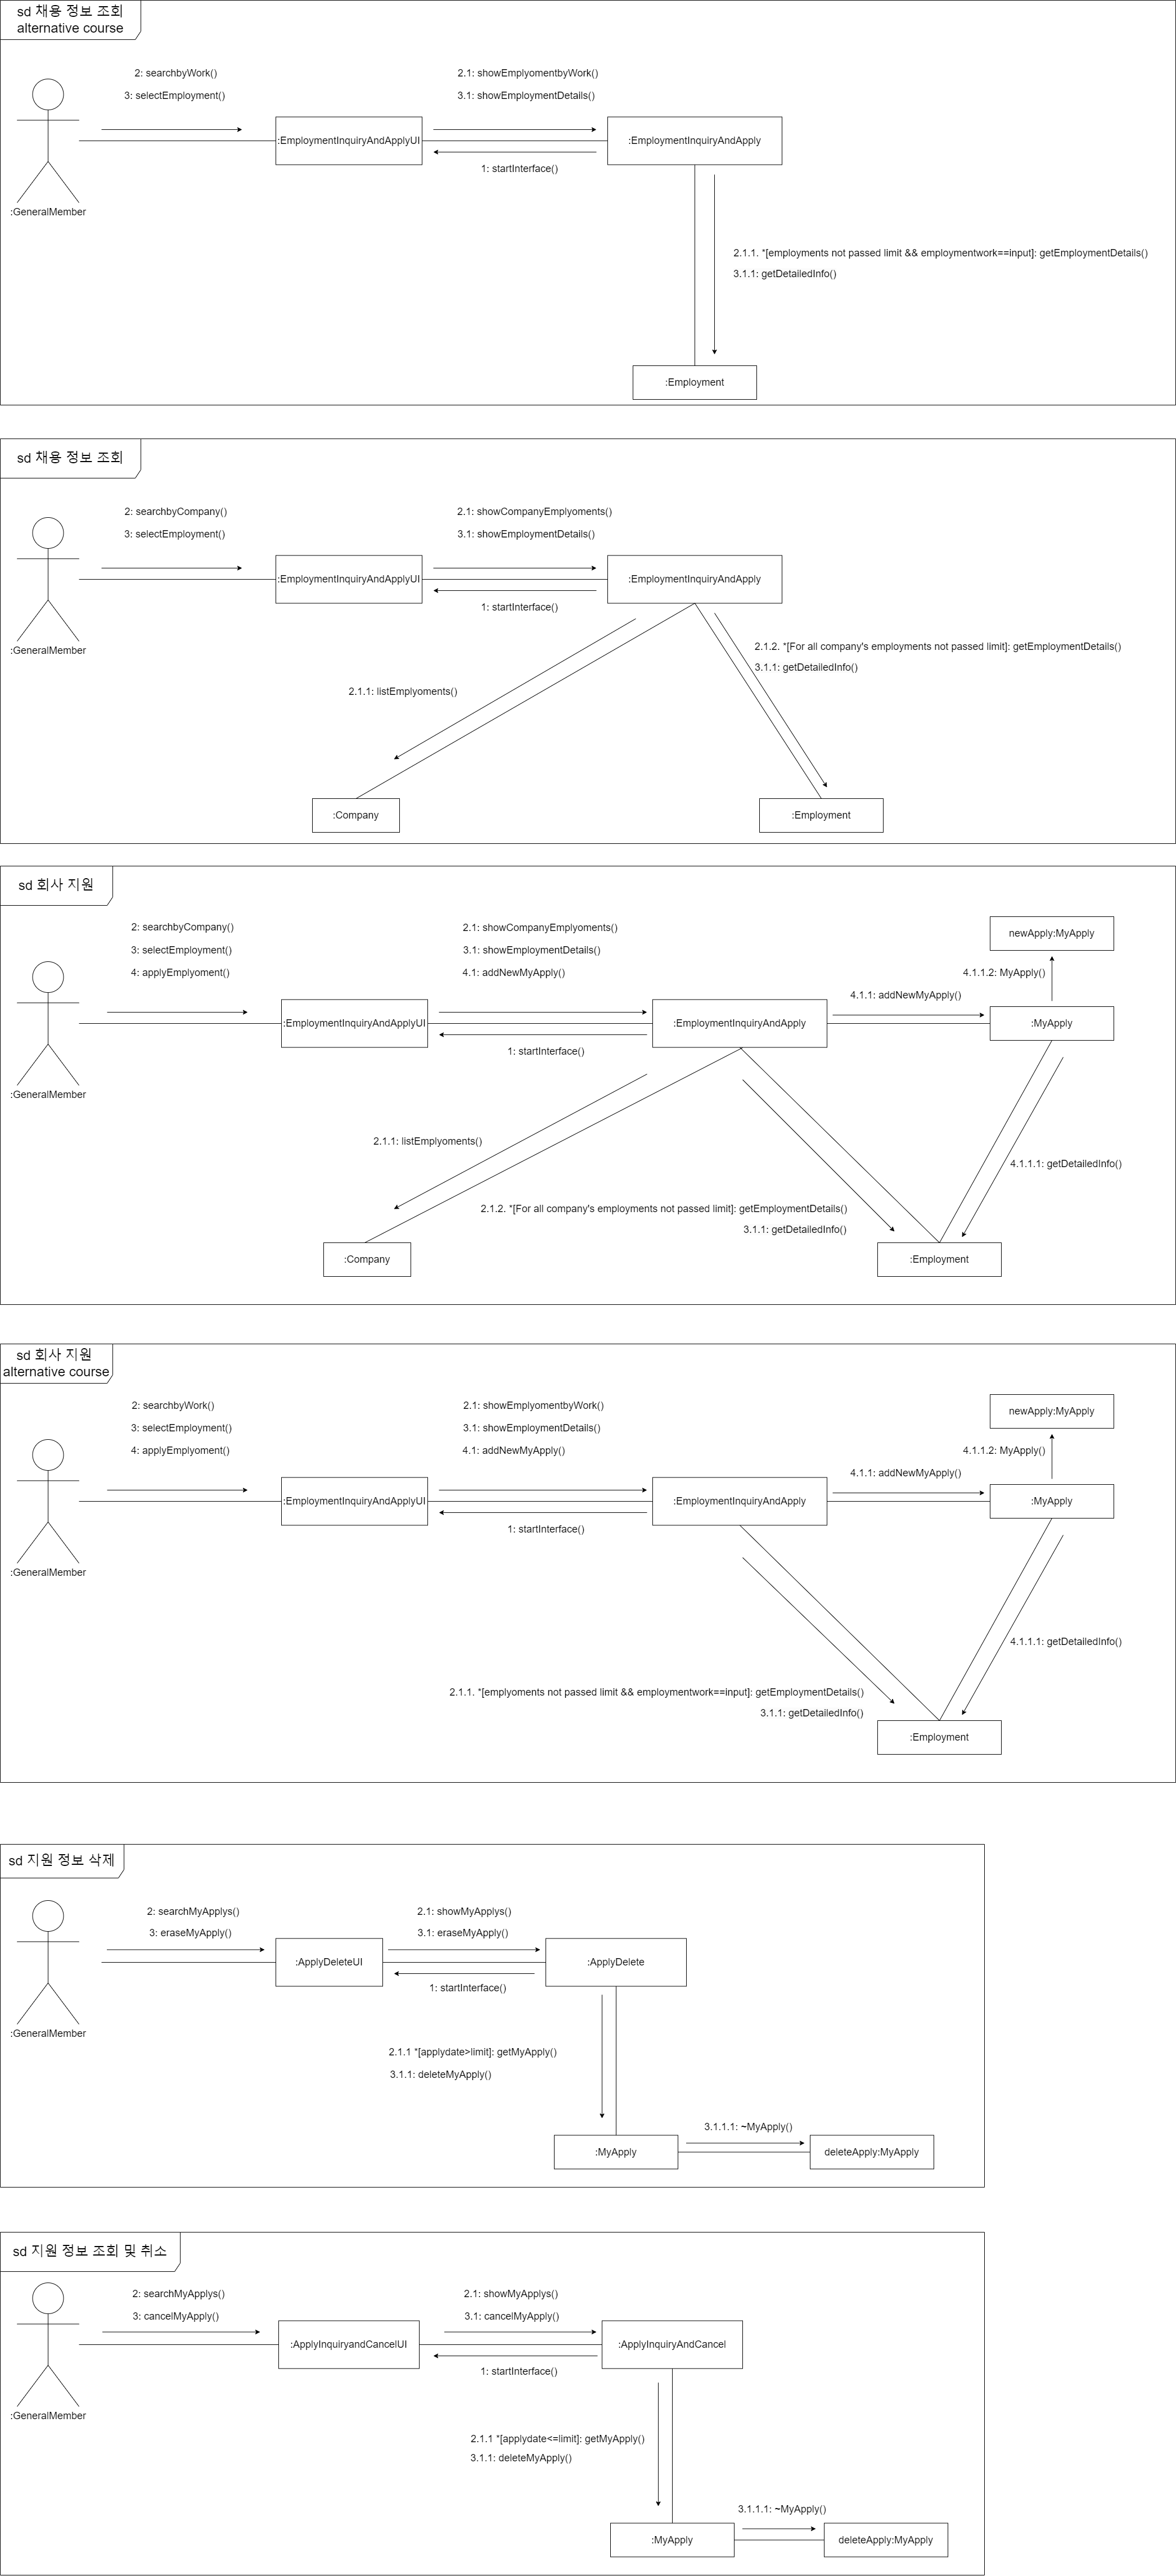 sd 채용 정보 조회
alternative course
2: searchbyWork()
2.1: showEmplyomentbyWork()
3: selectEmployment()
3.1: showEmploymentDetails()
:EmploymentInquiryAndApplyUI
:EmploymentInquiryAndApply
1: startInterface()
:GeneralMember
2.1.1. *[employments not passed limit && employmentwork==input]: getEmploymentDetails()
3.1.1: getDetailedInfo()
:Employment
sd 채용 정보 조회
2: searchbyCompany()
2.1: showCompanyEmplyoments()
3: selectEmployment()
3.1: showEmploymentDetails()
:EmploymentInquiryAndApplyUI
:EmploymentInquiryAndApply
1: startInterface()
:GeneralMember
2.1.2. *[For all company's employments not passed limit]: getEmploymentDetails()
3.1.1: getDetailedInfo()
2.1.1: listEmplyoments()
:Company
:Employment
sd 회사 지원
2: searchbyCompany()
2.1: showCompanyEmplyoments()
newApply:MyApply
3: selectEmployment()
3.1: showEmploymentDetails()
4: applyEmplyoment()
4.1: addNewMyApply()
4.1.1.2: MyApply()
4.1.1: addNewMyApply()
:EmploymentInquiryAndApplyUI
:EmploymentInquiryAndApply
:MyApply
1: startInterface()
:GeneralMember
2.1.1: listEmplyoments()
4.1.1.1: getDetailedInfo()
2.1.2. *[For all company's employments not passed limit]: getEmploymentDetails()
3.1.1: getDetailedInfo()
:Company
:Employment
sd 회사 지원
alternative course
2: searchbyWork()
2.1: showEmplyomentbyWork()
newApply:MyApply
3: selectEmployment()
3.1: showEmploymentDetails()
4: applyEmplyoment()
4.1: addNewMyApply()
4.1.1.2: MyApply()
4.1.1: addNewMyApply()
:EmploymentInquiryAndApplyUI
:EmploymentInquiryAndApply
:MyApply
1: startInterface()
:GeneralMember
4.1.1.1: getDetailedInfo()
2.1.1. *[emplyoments not passed limit && employmentwork==input]: getEmploymentDetails()
3.1.1: getDetailedInfo()
:Employment
sd 지원 정보 삭제
2: searchMyApplys()
2.1: showMyApplys()
3: eraseMyApply()
3.1: eraseMyApply()
:ApplyDeleteUI
:ApplyDelete
1: startInterface()
:GeneralMember
2.1.1 *[applydate>limit]: getMyApply()
3.1.1: deleteMyApply()
3.1.1.1: ~MyApply()
:MyApply
deleteApply:MyApply
sd 지원 정보 조회 및 취소
2: searchMyApplys()
2.1: showMyApplys()
3: cancelMyApply()
3.1: cancelMyApply()
:ApplyInquiryandCancelUI
:ApplyInquiryAndCancel
1: startInterface()
:GeneralMember
2.1.1 *[applydate<=limit]: getMyApply()
3.1.1: deleteMyApply()
3.1.1.1: ~MyApply()
:MyApply
deleteApply:MyApply